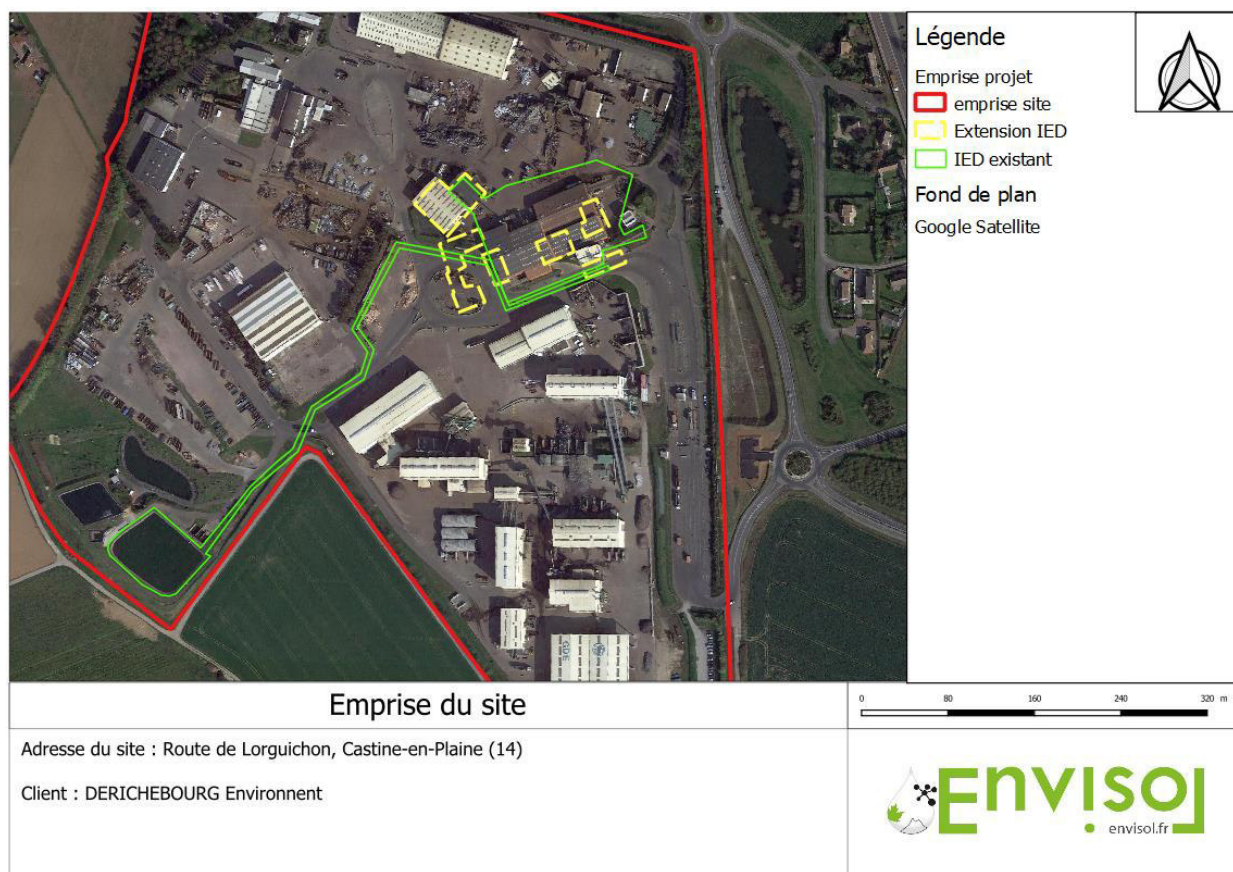 Légende
Emprise projet
emprise site
Extension IED
IED existant
Fond de plan
Google Satellite
GDE
Emprise du site
0 80 160 240 320 m
Adresse du site : Route de Lorguichon, Castine-en-Plaine (14)
Client : DERICHEBOURG Environnent
Envisol
envisol.fr